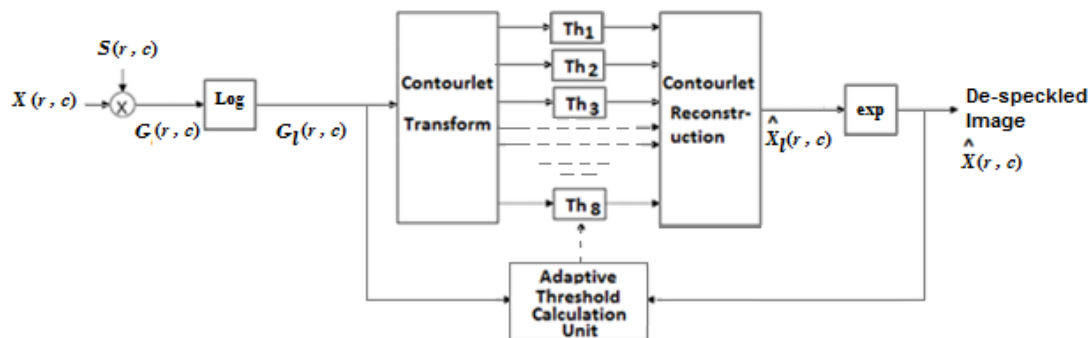 S(r, c)
X(r, c)
X
G(r, c)
Log
G_l(r, c)
Contourlet
Transform
Th1
Th2
Th3
Th8
Contourlet
Reconstr-
uction
^
X_l(r, c)
exp
De-speckled
Image
^
X(r, c)
Adaptive
Threshold
Calculation
Unit